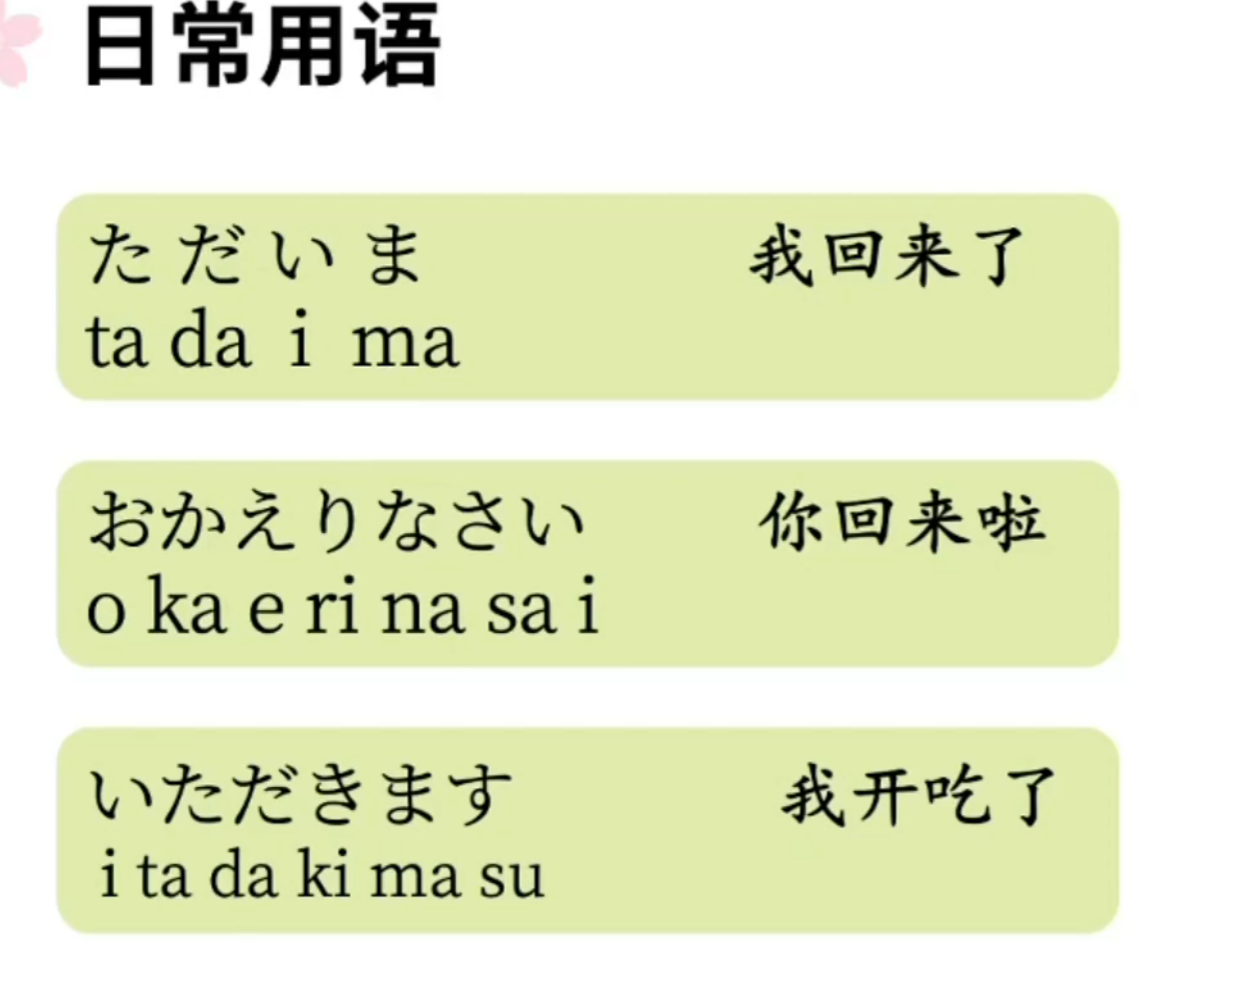 日常用语
ただいま 我回来了
ta da i ma
おかえりなさい 你回来啦
o ka e ri na sa i
いただきます 我开吃了
i ta da ki ma su